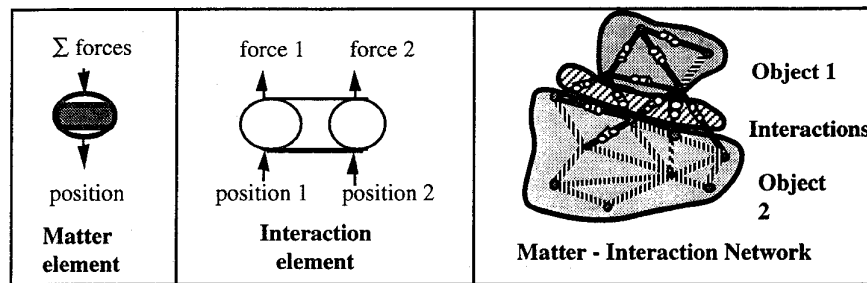 Σ forces
position
Matter
element
force 1 force 2
position 1 position 2
Interaction
element
Object 1
Interactions
Object
2
Matter - Interaction Network